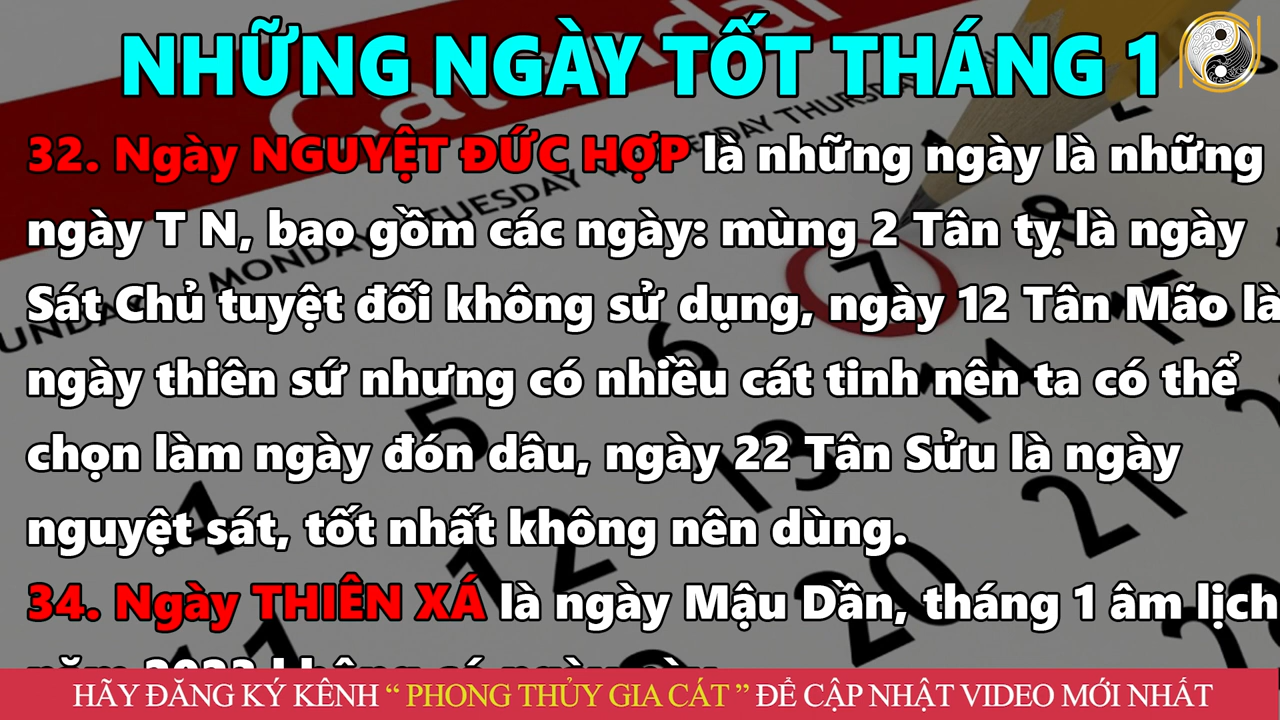 NHỮNG NGÀY TỐT THÁNG 1
32. Ngày NGUYỆT ĐỨC HỢP là những ngày là những
ngày T N, bao gồm các ngày: mùng 2 Tân tỵ là ngày
Sát Chủ tuyệt đối không sử dụng, ngày 12 Tân Mão là
ngày thiên sứ nhưng có nhiều cát tinh nên ta có thể
chọn làm ngày đón dâu, ngày 22 Tân Sửu là ngày
nguyệt sát, tốt nhất không nên dùng.
34. Ngày THIÊN XÁ là ngày Mậu Dần, tháng 1 âm lịch
HÃY ĐĂNG KÝ KÊNH “ PHONG THỦY GIA CÁT ” ĐỂ CẬP NHẬT VIDEO MỚI NHẤT